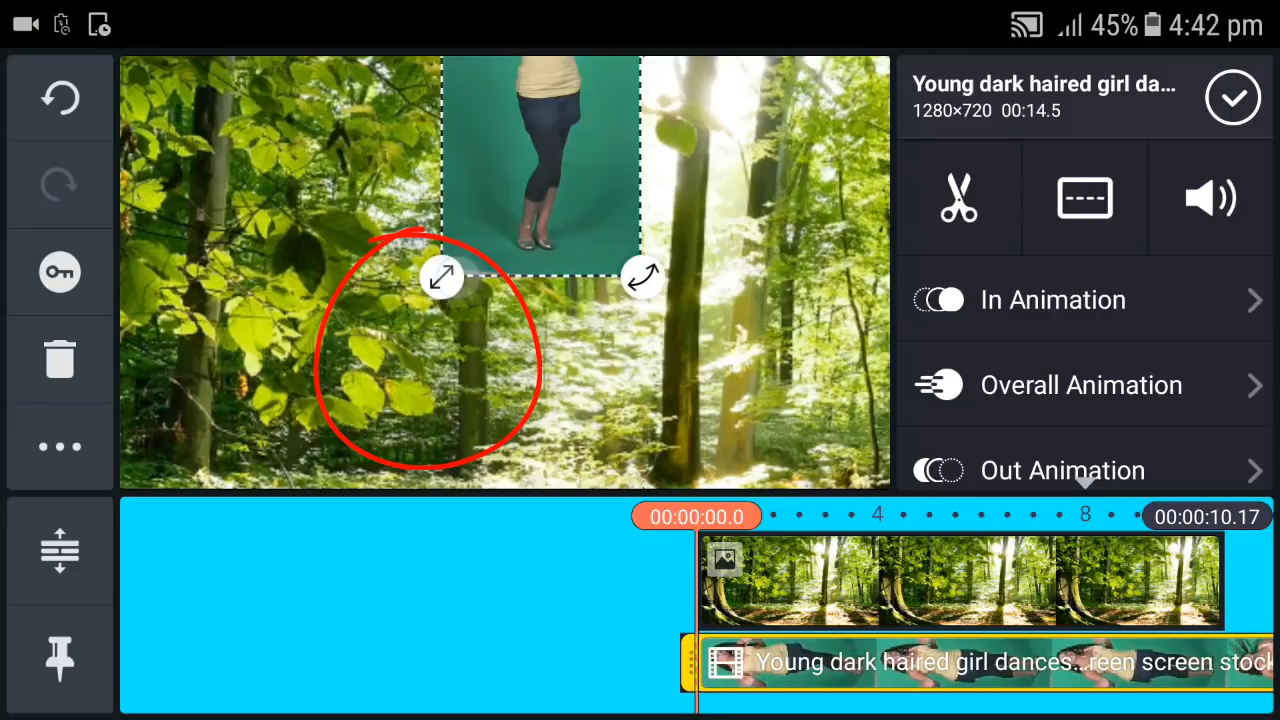 45% 4:42 pm
Young dark haired girl da...
1280×720 00:14.5
In Animation
Overall Animation
Out Animation
00:00:00.0 4 8 00:00:10.17
Young dark haired girl dances...reen screen stock